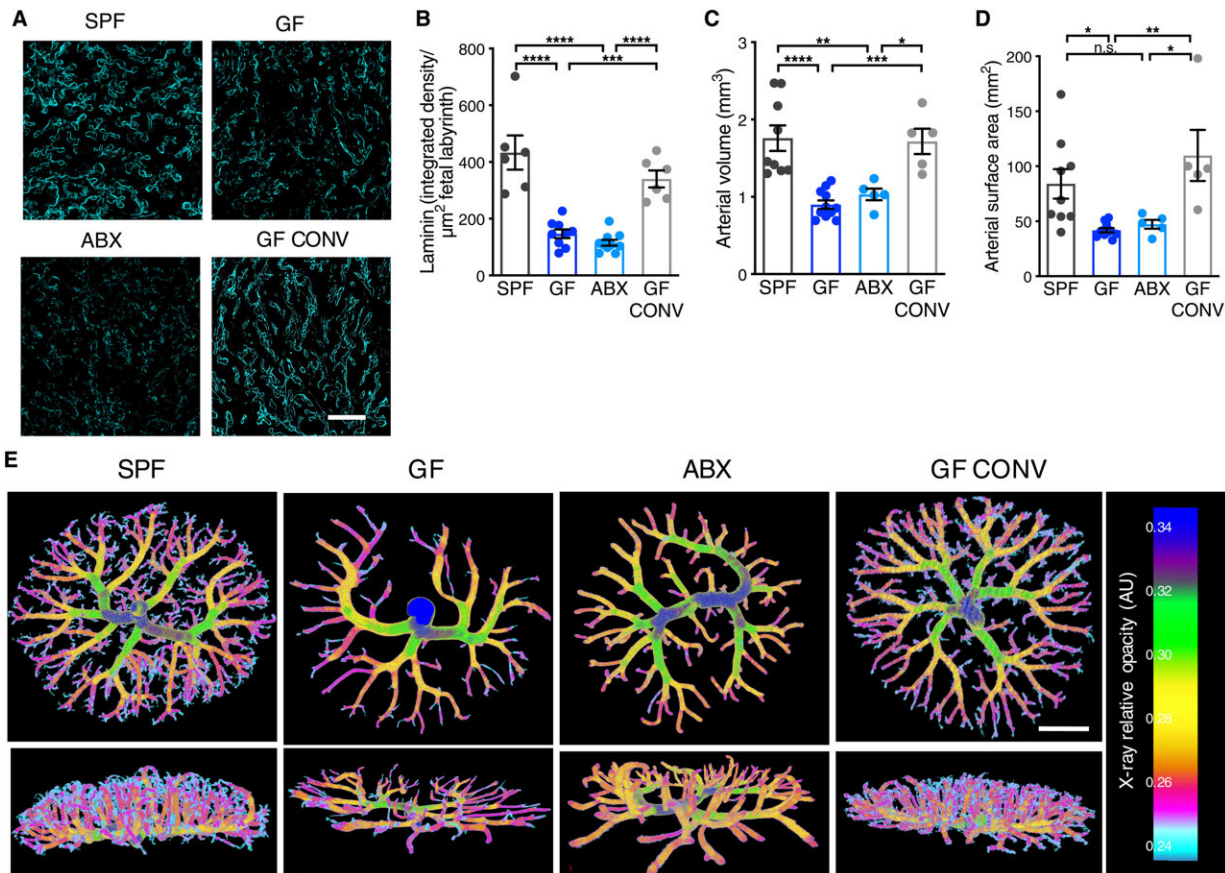 A
SPF
GF
ABX
GF CONV
B
Laminin (integrated density/
µm2 fetal labyrinth)
800
600
400
200
0
****
****
****
***
SPF
GF
ABX
GF
CONV
C
Arterial volume (mm3)
3
2
1
0
**
*
****
***
SPF
GF
ABX
GF
CONV
D
Arterial surface area (mm2)
200
150
100
50
0
*
**
n.s.
*
SPF
GF
ABX
GF
CONV
E
SPF
GF
ABX
GF CONV
X-ray relative opacity (AU)
0.34
0.32
0.30
0.28
0.26
0.24